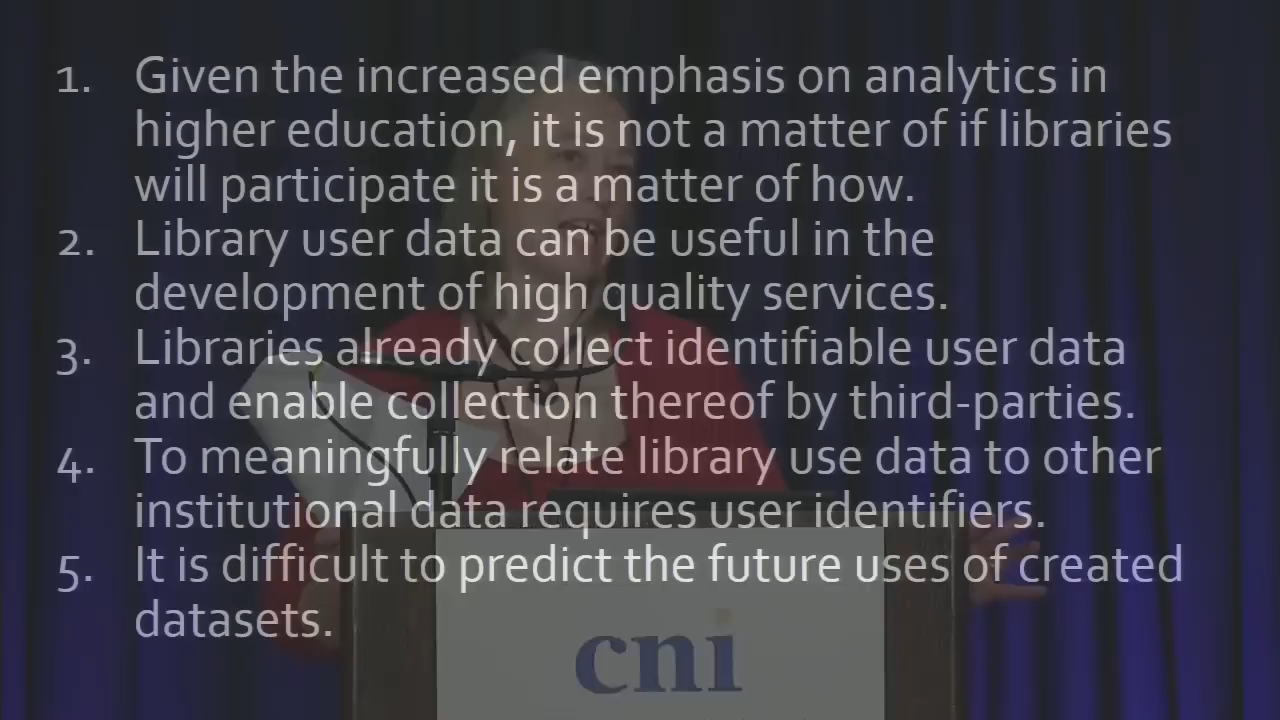 1. Given the increased emphasis on analytics in
higher education, it is not a matter of if libraries
will participate it is a matter of how.
2. Library user data can be useful in the
development of high quality services.
3. Libraries already collect identifiable user data
and enable collection thereof by third-parties.
4. To meaningfully relate library use data to other
institutional data requires user identifiers.
5. It is difficult to predict the future uses of created
datasets.
cni